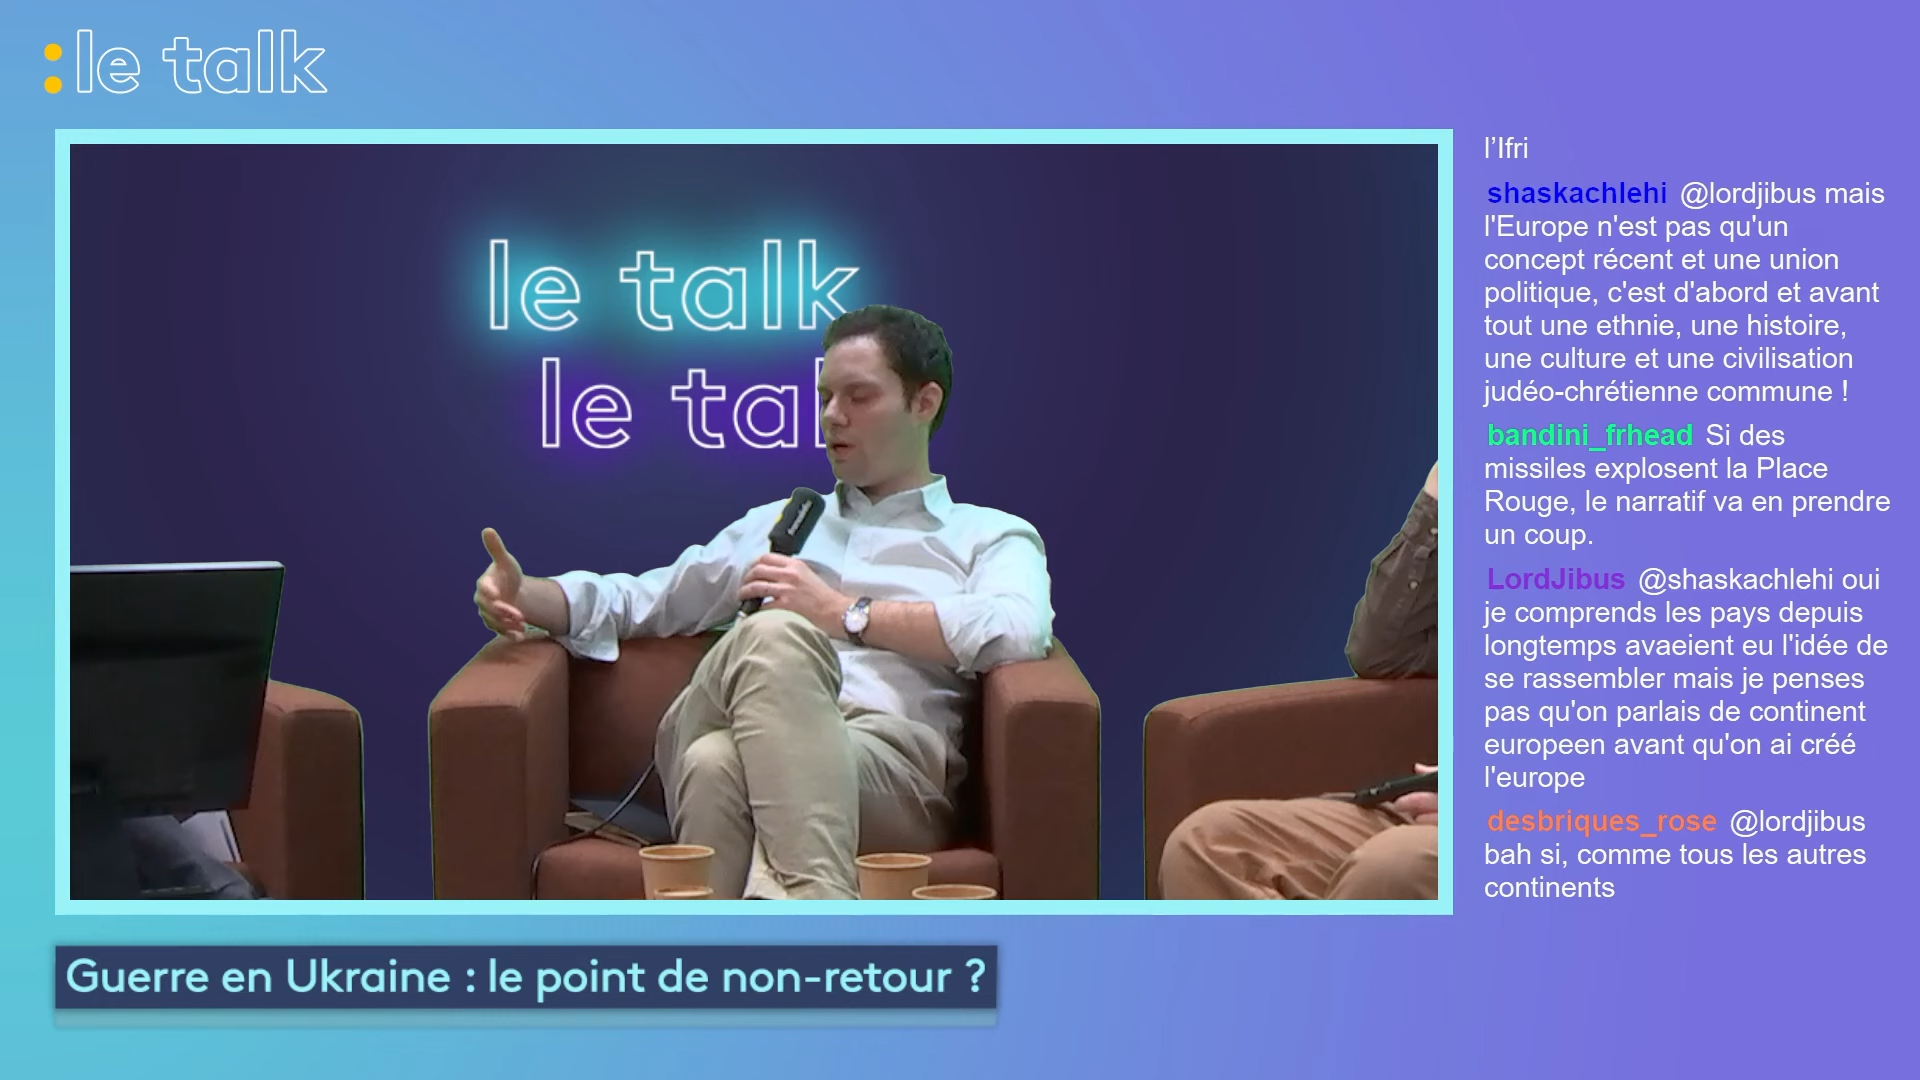 :le talk
le talk
le tal
l’Ifri
shaskachlehi @lordjibus mais
l'Europe n'est pas qu'un
concept récent et une union
politique, c'est d'abord et avant
tout une ethnie, une histoire,
une culture et une civilisation
judéo-chrétienne commune !
bandini_frhead Si des
missiles explosent la Place
Rouge, le narratif va en prendre
un coup.
LordJibus @shaskachlehi oui
je comprends les pays depuis
longtemps avaeient eu l'idée de
se rassembler mais je penses
pas qu'on parlais de continent
europeen avant qu'on ai créé
l'europe
desbriques_rose @lordjibus
bah si, comme tous les autres
continents
Guerre en Ukraine : le point de non-retour ?